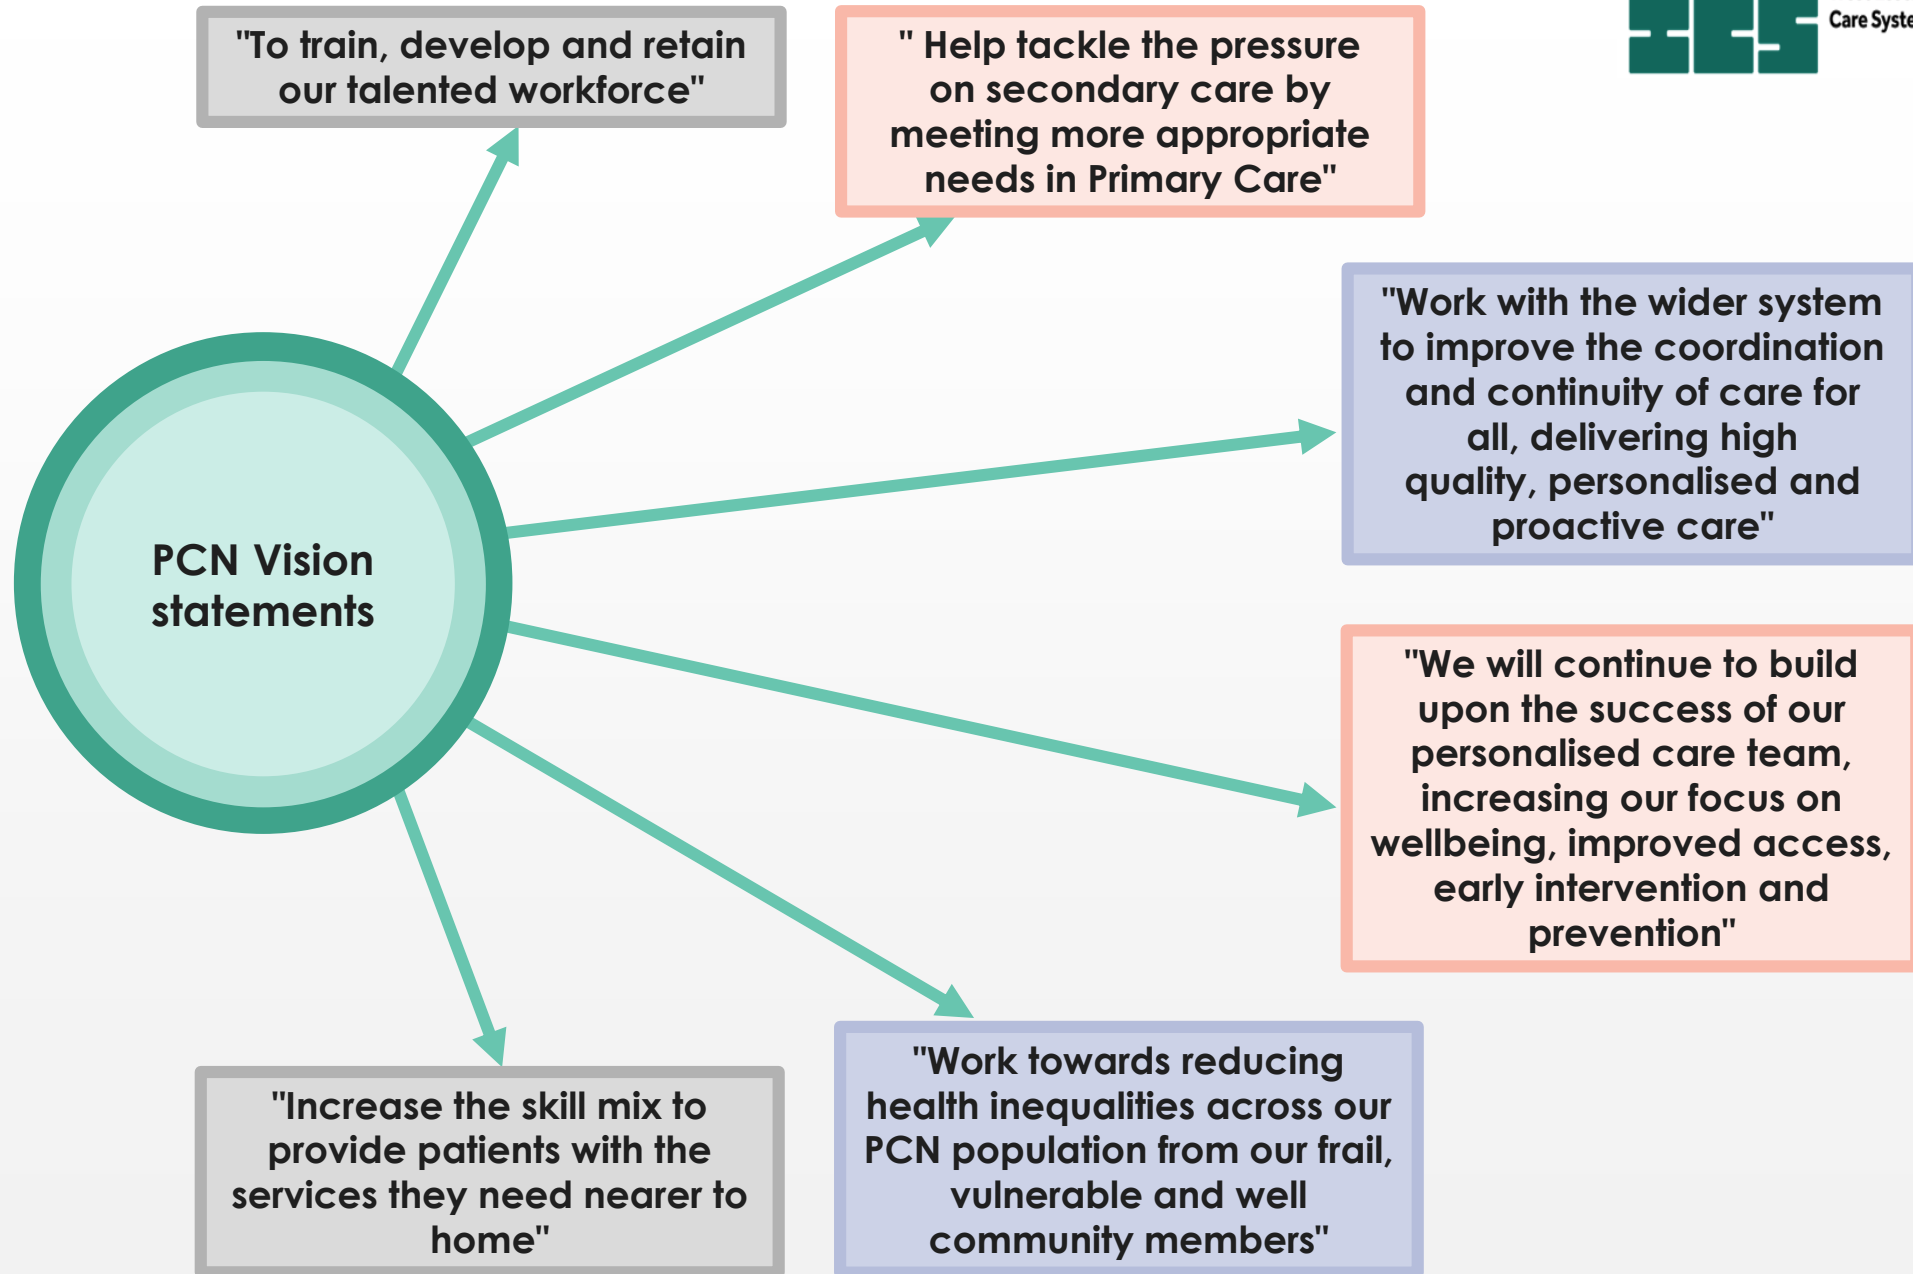 "To train, develop and retain
our talented workforce"
" Help tackle the pressure
on secondary care by
meeting more appropriate
needs in Primary Care"
ICS
Care Syste
"Work with the wider system
to improve the coordination
and continuity of care for
all, delivering high
quality, personalised and
proactive care"
PCN Vision
statements
"We will continue to build
upon the success of our
personalised care team,
increasing our focus on
wellbeing, improved access,
early intervention and
prevention"
"Increase the skill mix to
provide patients with the
services they need nearer to
home"
"Work towards reducing
health inequalities across our
PCN population from our frail,
vulnerable and well
community members"